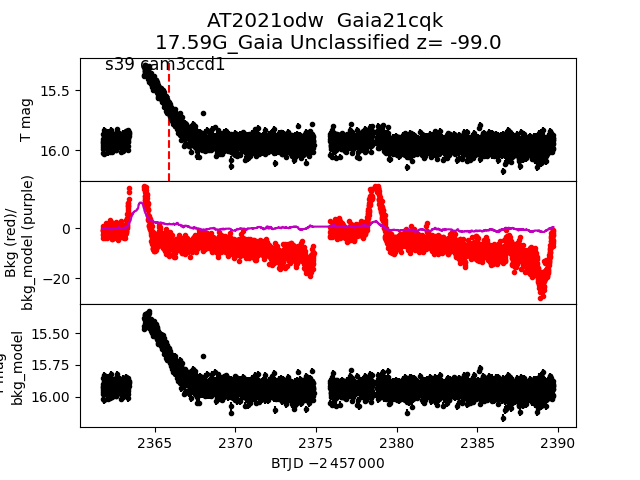 AT2021odw Gaia21cqk
17.59G_Gaia Unclassified z= -99.0
s39 cam3ccd1
T mag
15.5
16.0
Bkg (red)/
bkg_model (purple)
0
−20
bkg_model
15.50
15.75
16.00
2365
2370
2375
2380
2385
2390
BTJD −2 457 000